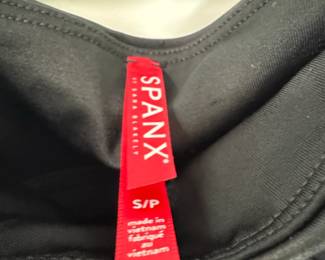 SPANX®
BY SARA BLAKELY
S/P
made in
vietnam
fabriqué
au
vietnam